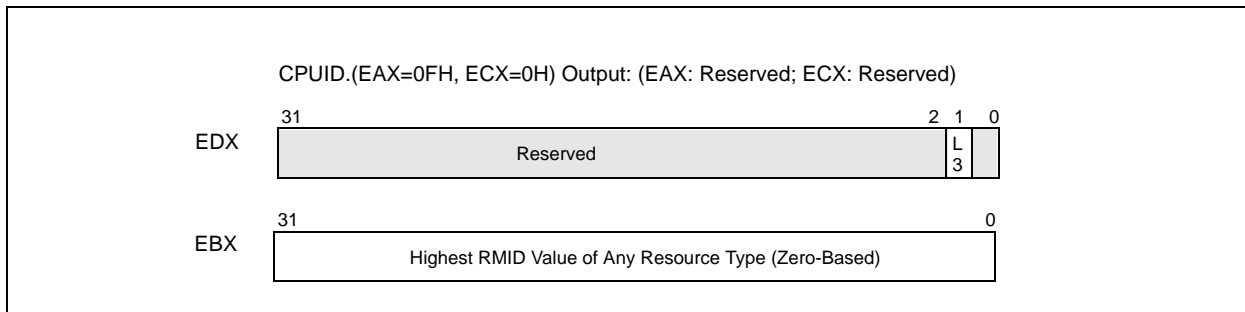 CPUID.(EAX=0FH, ECX=0H) Output: (EAX: Reserved; ECX: Reserved)
31 2 1 0
EDX Reserved L3
31 0
EBX Highest RMID Value of Any Resource Type (Zero-Based)